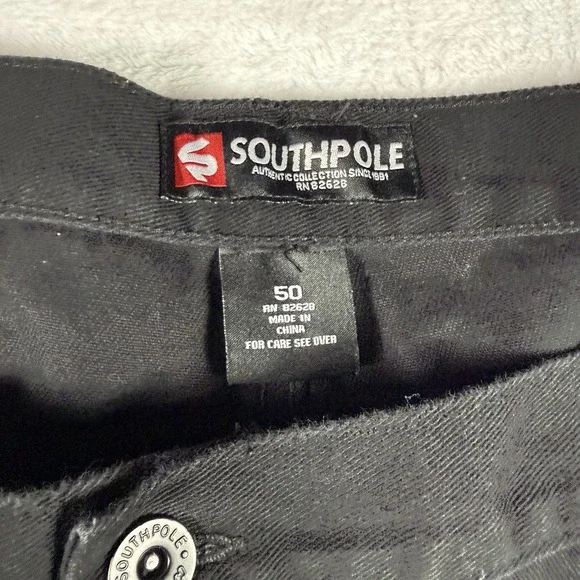 SOUTHPOLE
AUTHENTIC COLLECTION SINCE 1991
RN 82628
50
RN 82628
MADE IN
CHINA
FOR CARE SEE OVER
SOUTHPOLE